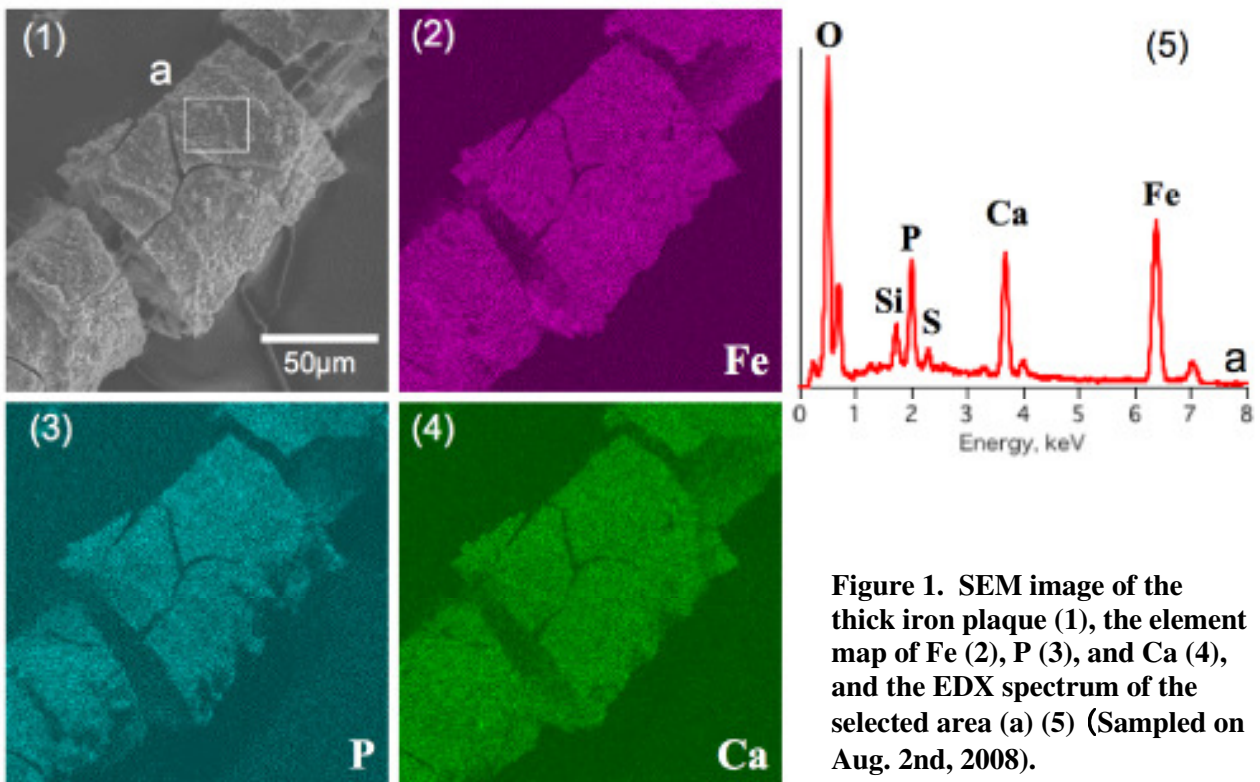 (1)
a
50µm
(2)
Fe
(3)
P
(4)
Ca
(5)
O
Si
P
S
Ca
Fe
a
0 1 2 3 4 5 6 7 8
Energy, keV
Figure 1. SEM image of the
thick iron plaque (1), the element
map of Fe (2), P (3), and Ca (4),
and the EDX spectrum of the
selected area (a) (5) (Sampled on
Aug. 2nd, 2008).